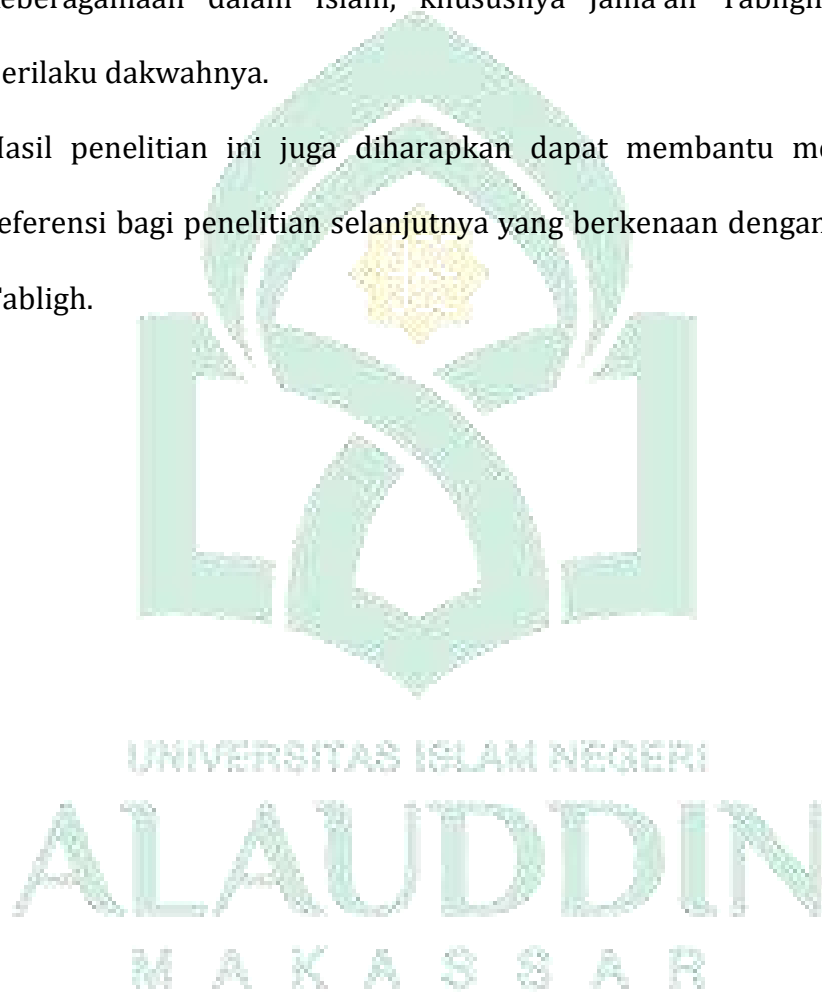 eberagamaan dalam Islam, khususnya Jama'ah Tabligh
erilaku dakwahnya.
Hasil penelitian ini juga diharapkan dapat membantu me
eferensi bagi penelitian selanjutnya yang berkenaan dengan
Tabligh.
UNIVERSITAS ISLAM NEGERI
ALAUDDIN
MAKASSAR